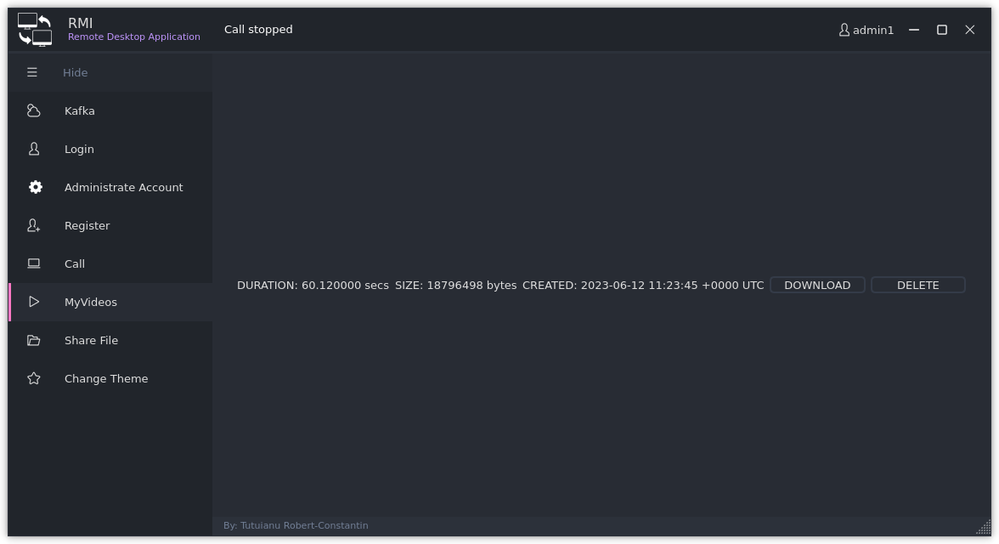 RMI
Remote Desktop Application
Call stopped
admin1
Hide
Kafka
Login
Administrate Account
Register
Call
MyVideos
Share File
Change Theme
DURATION: 60.120000 secs SIZE: 18796498 bytes CREATED: 2023-06-12 11:23:45 +0000 UTC DOWNLOAD DELETE
By: Tutuianu Robert-Constantin